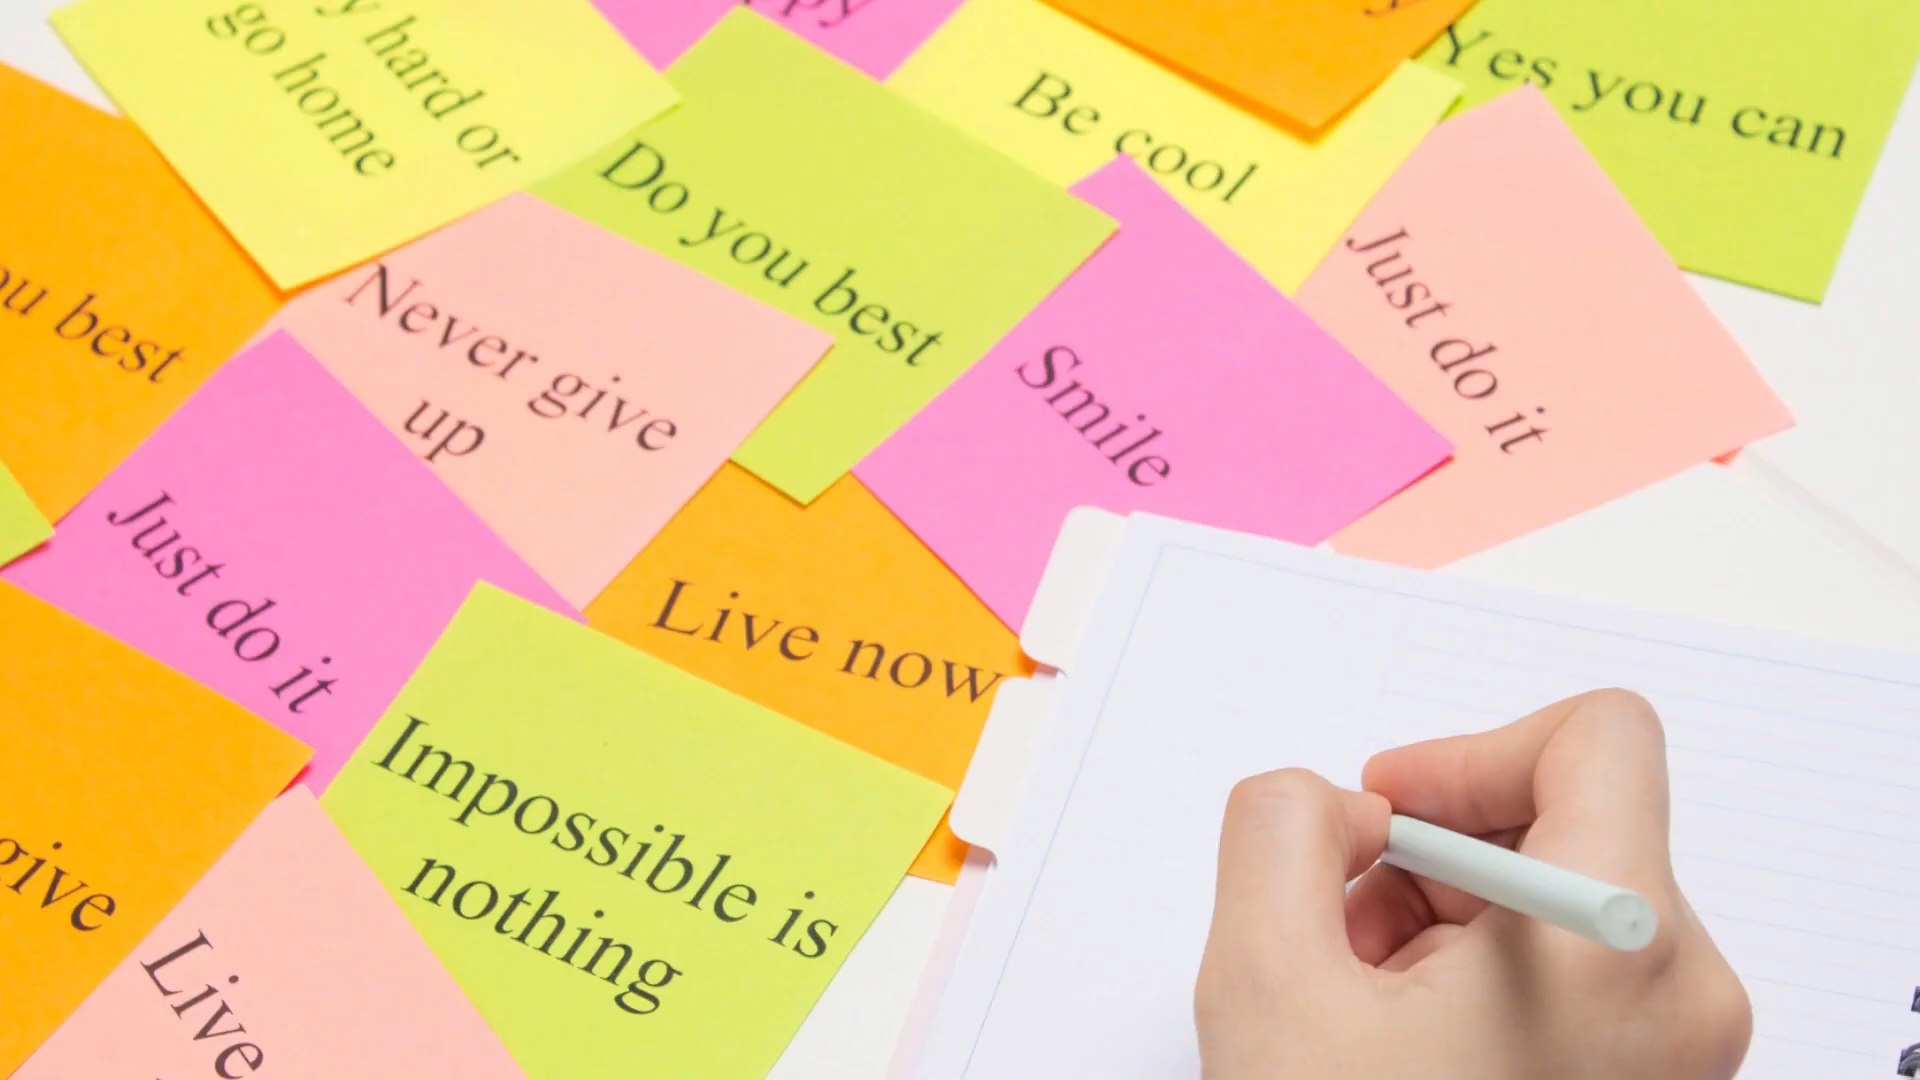 hard or
go home
Be cool
Yes you can
Do you best
Just do it
best
Never give
up
Smile
Just do it
Live now
Impossible is
nothing
give
Live